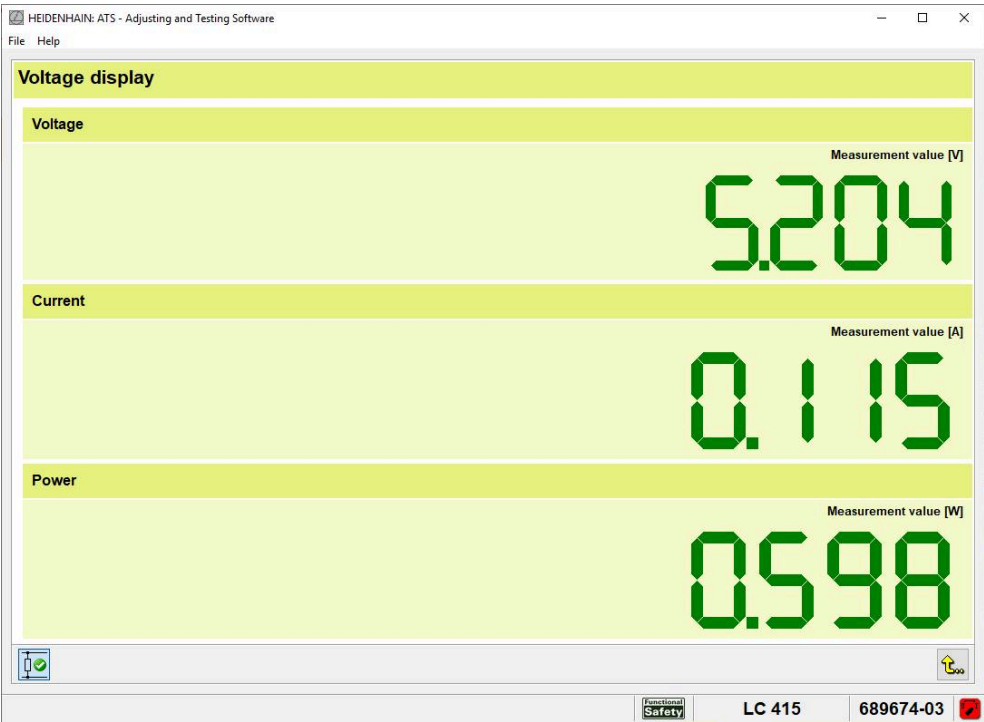 HEIDENHAIN: ATS - Adjusting and Testing Software
File Help
Voltage display
Voltage
Measurement value [V]
5.204
Current
Measurement value [A]
0.115
Power
Measurement value [W]
0.598
Functional
Safety
LC 415
689674-03